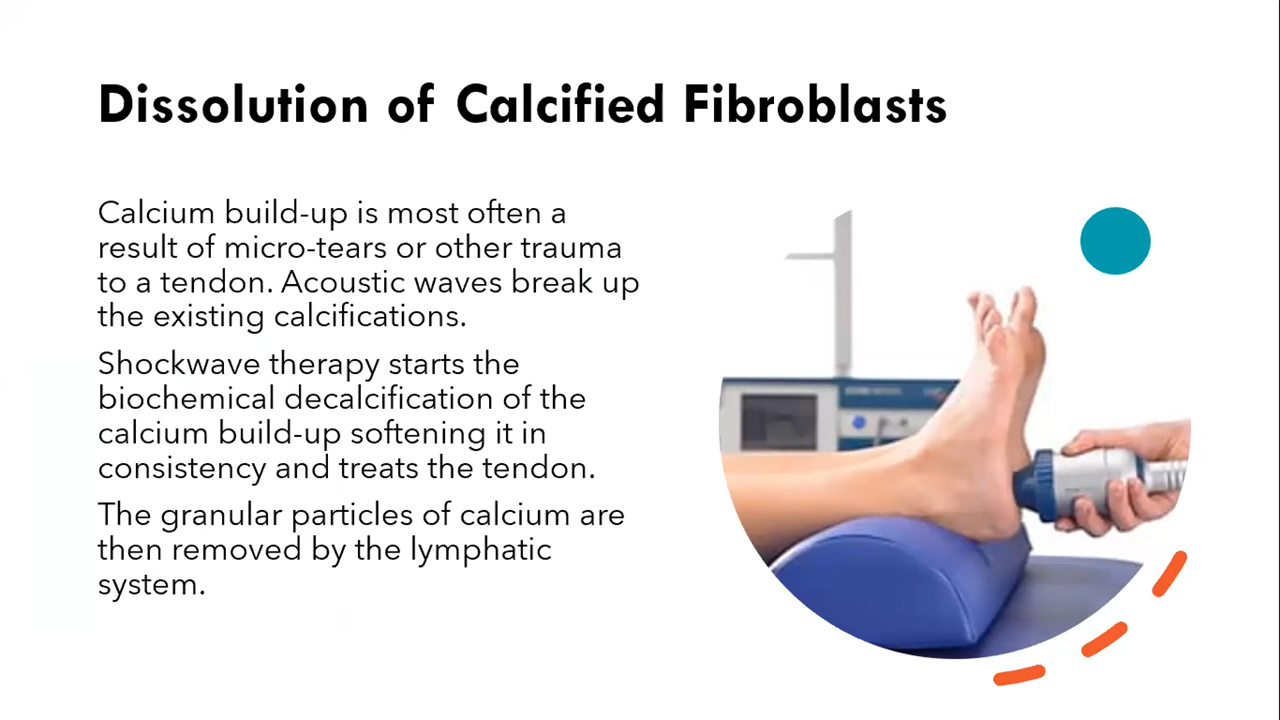 Dissolution of Calcified Fibroblasts
Calcium build-up is most often a
result of micro-tears or other trauma
to a tendon. Acoustic waves break up
the existing calcifications.
Shockwave therapy starts the
biochemical decalcification of the
calcium build-up softening it in
consistency and treats the tendon.
The granular particles of calcium are
then removed by the lymphatic
system.